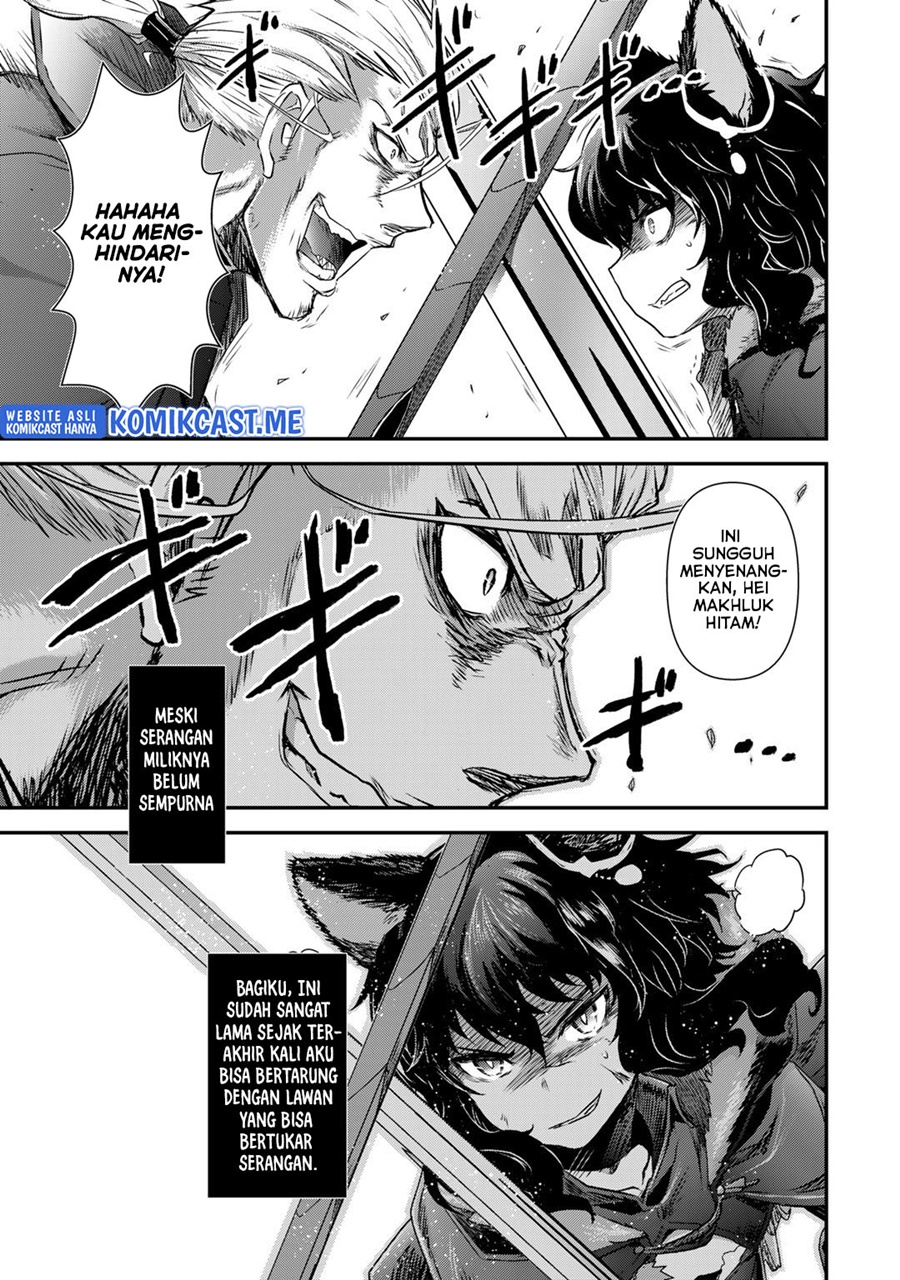 ギ
ギ
ギ
ギ…
HAHAHA
KAU MENG-
HINDARI-
NYA!
WEBSITE ASLI
KOMIKCAST HANYA
KOMIKCAST.ME
INI
SUNGGUH
MENYENANG-
KAN, HEI
MAKHLUK
HITAM!
ギ
ギ
ギ…
MESKI
SERANGAN
MILIKNYA
BELUM
SEMPURNA
BAGIKU, INI
SUDAH SANGAT
LAMA SEJAK TER-
AKHIR KALI AKU
BISA BERTARUNG
DENGAN LAWAN
YANG BISA
BERTUKAR
SERANGAN.